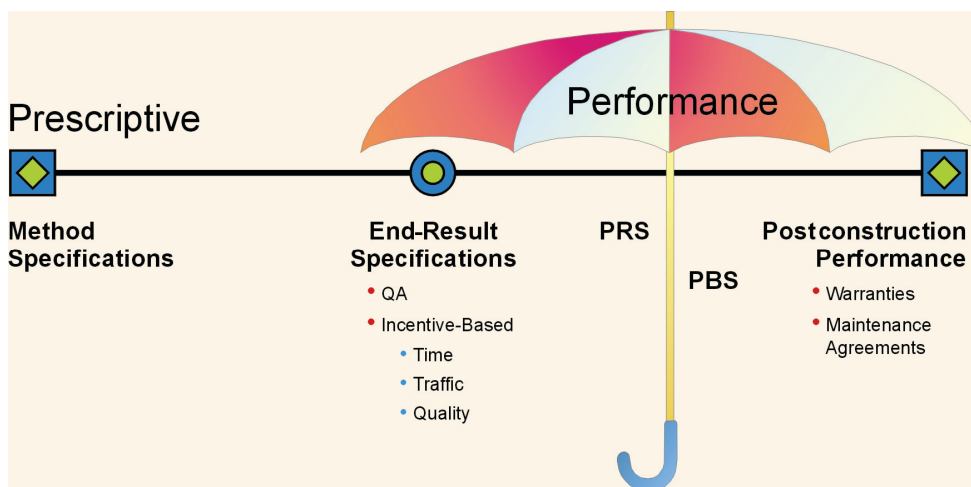 Prescriptive
Performance
Method
Specifications
End-Result
Specifications
• QA
• Incentive-Based
• Time
• Traffic
• Quality
PRS
PBS
Postconstruction
Performance
• Warranties
• Maintenance
Agreements